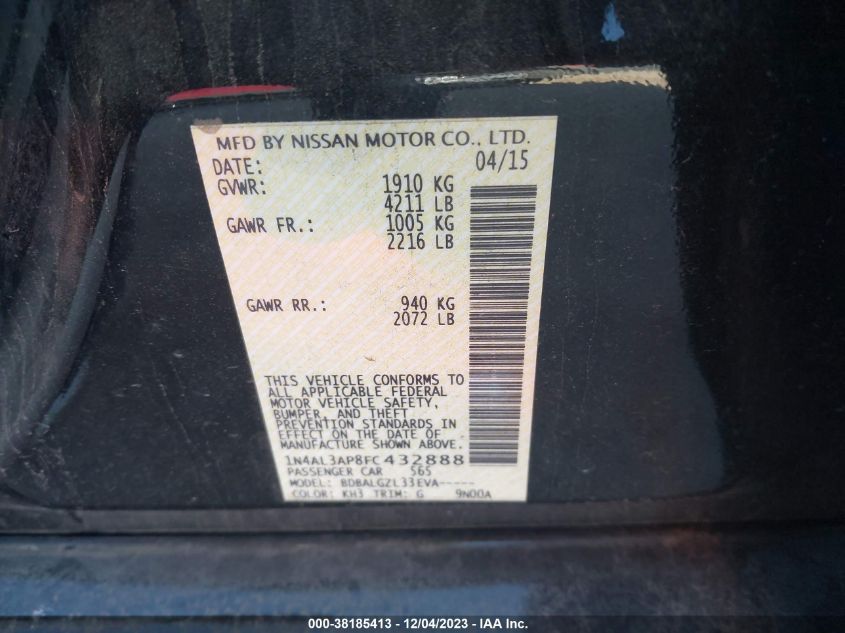 MFD BY NISSAN MOTOR CO., LTD.
DATE: 04/15
GVWR: 1910 KG
4211 LB
GAWR FR.: 1005 KG
2216 LB
GAWR RR.: 940 KG
2072 LB
THIS VEHICLE CONFORMS TO
ALL APPLICABLE FEDERAL
MOTOR VEHICLE SAFETY,
BUMPER, AND THEFT
PREVENTION STANDARDS IN
EFFECT ON THE DATE OF
MANUFACTURE SHOWN ABOVE.
1N4AL3AP8FC432888
PASSENGER CAR 565
MODEL: BDBALGZL33EVA-----
COLOR: KH3 TRIM: G 9N00A
000-38185413 - 12/04/2023 - IAA Inc.